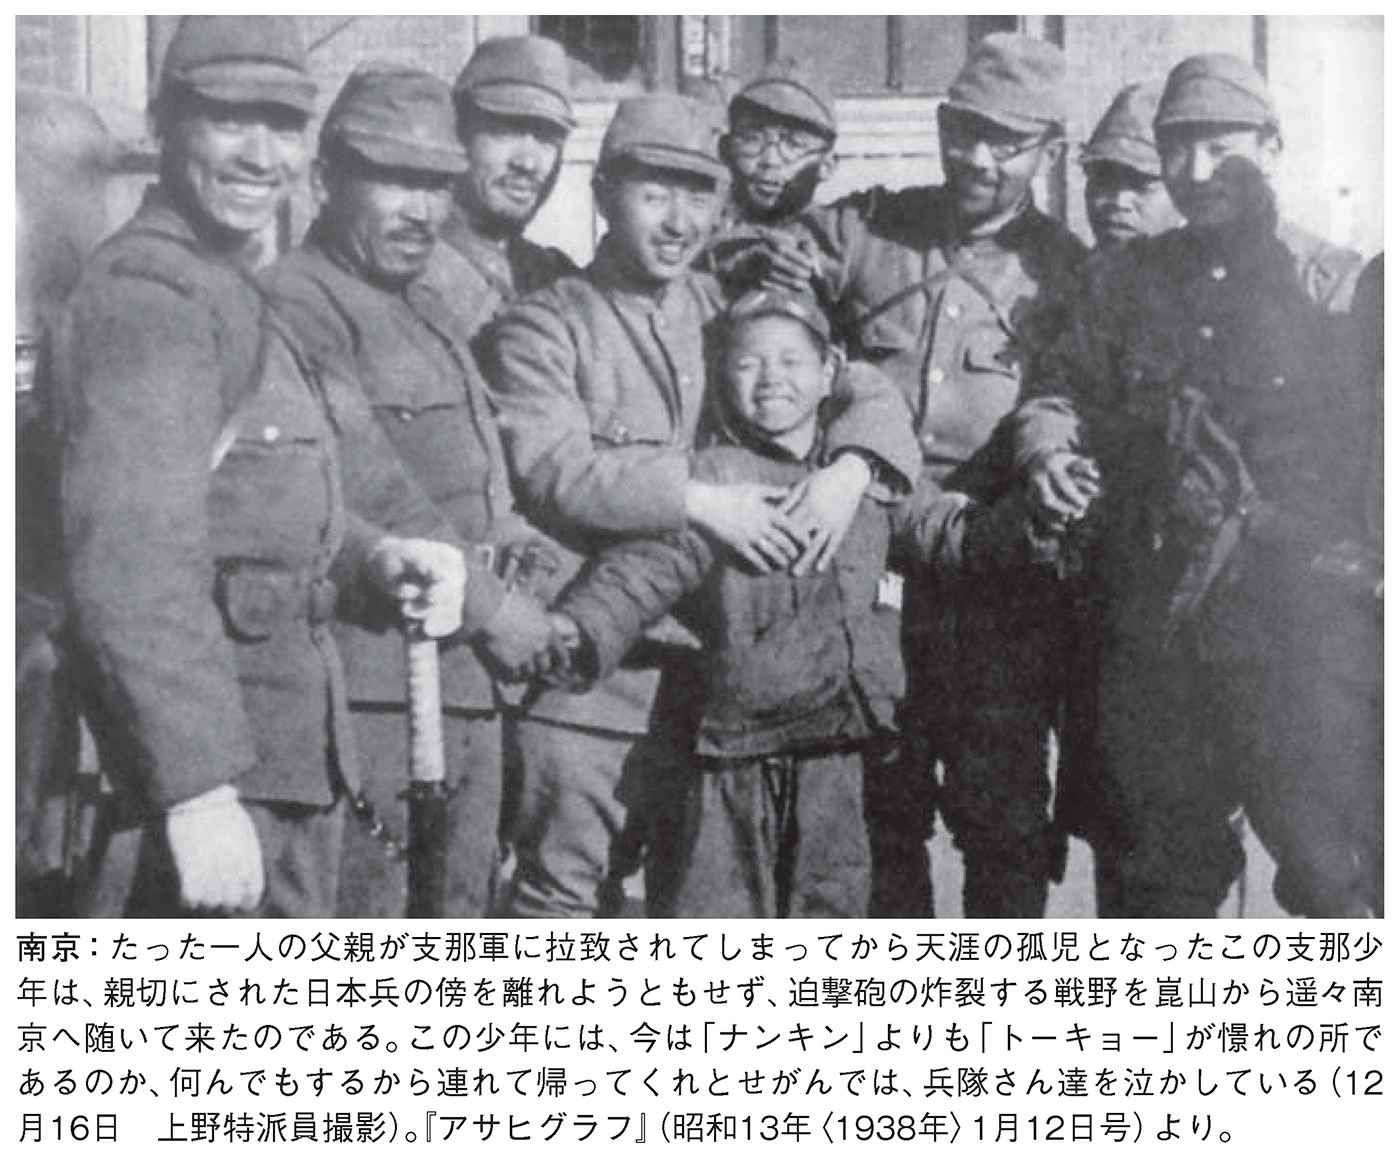 南京：たった一人の父親が支那軍に拉致されてしまってから天涯の孤児となったこの支那少
年は、親切にされた日本兵の傍を離れようともせず、迫撃砲の炸裂する戦野を崑山から遥々南
京へ随いて来たのである。この少年には、今は「ナンキン」よりも「トーキョー」が憬れの所で
あるのか、何んでもするから連れて帰ってくれとせがんでは、兵隊さん達を泣かしている（12
月16日　上野特派員撮影）。『アサヒグラフ』（昭和13年〈1938年〉1月12日号）より。